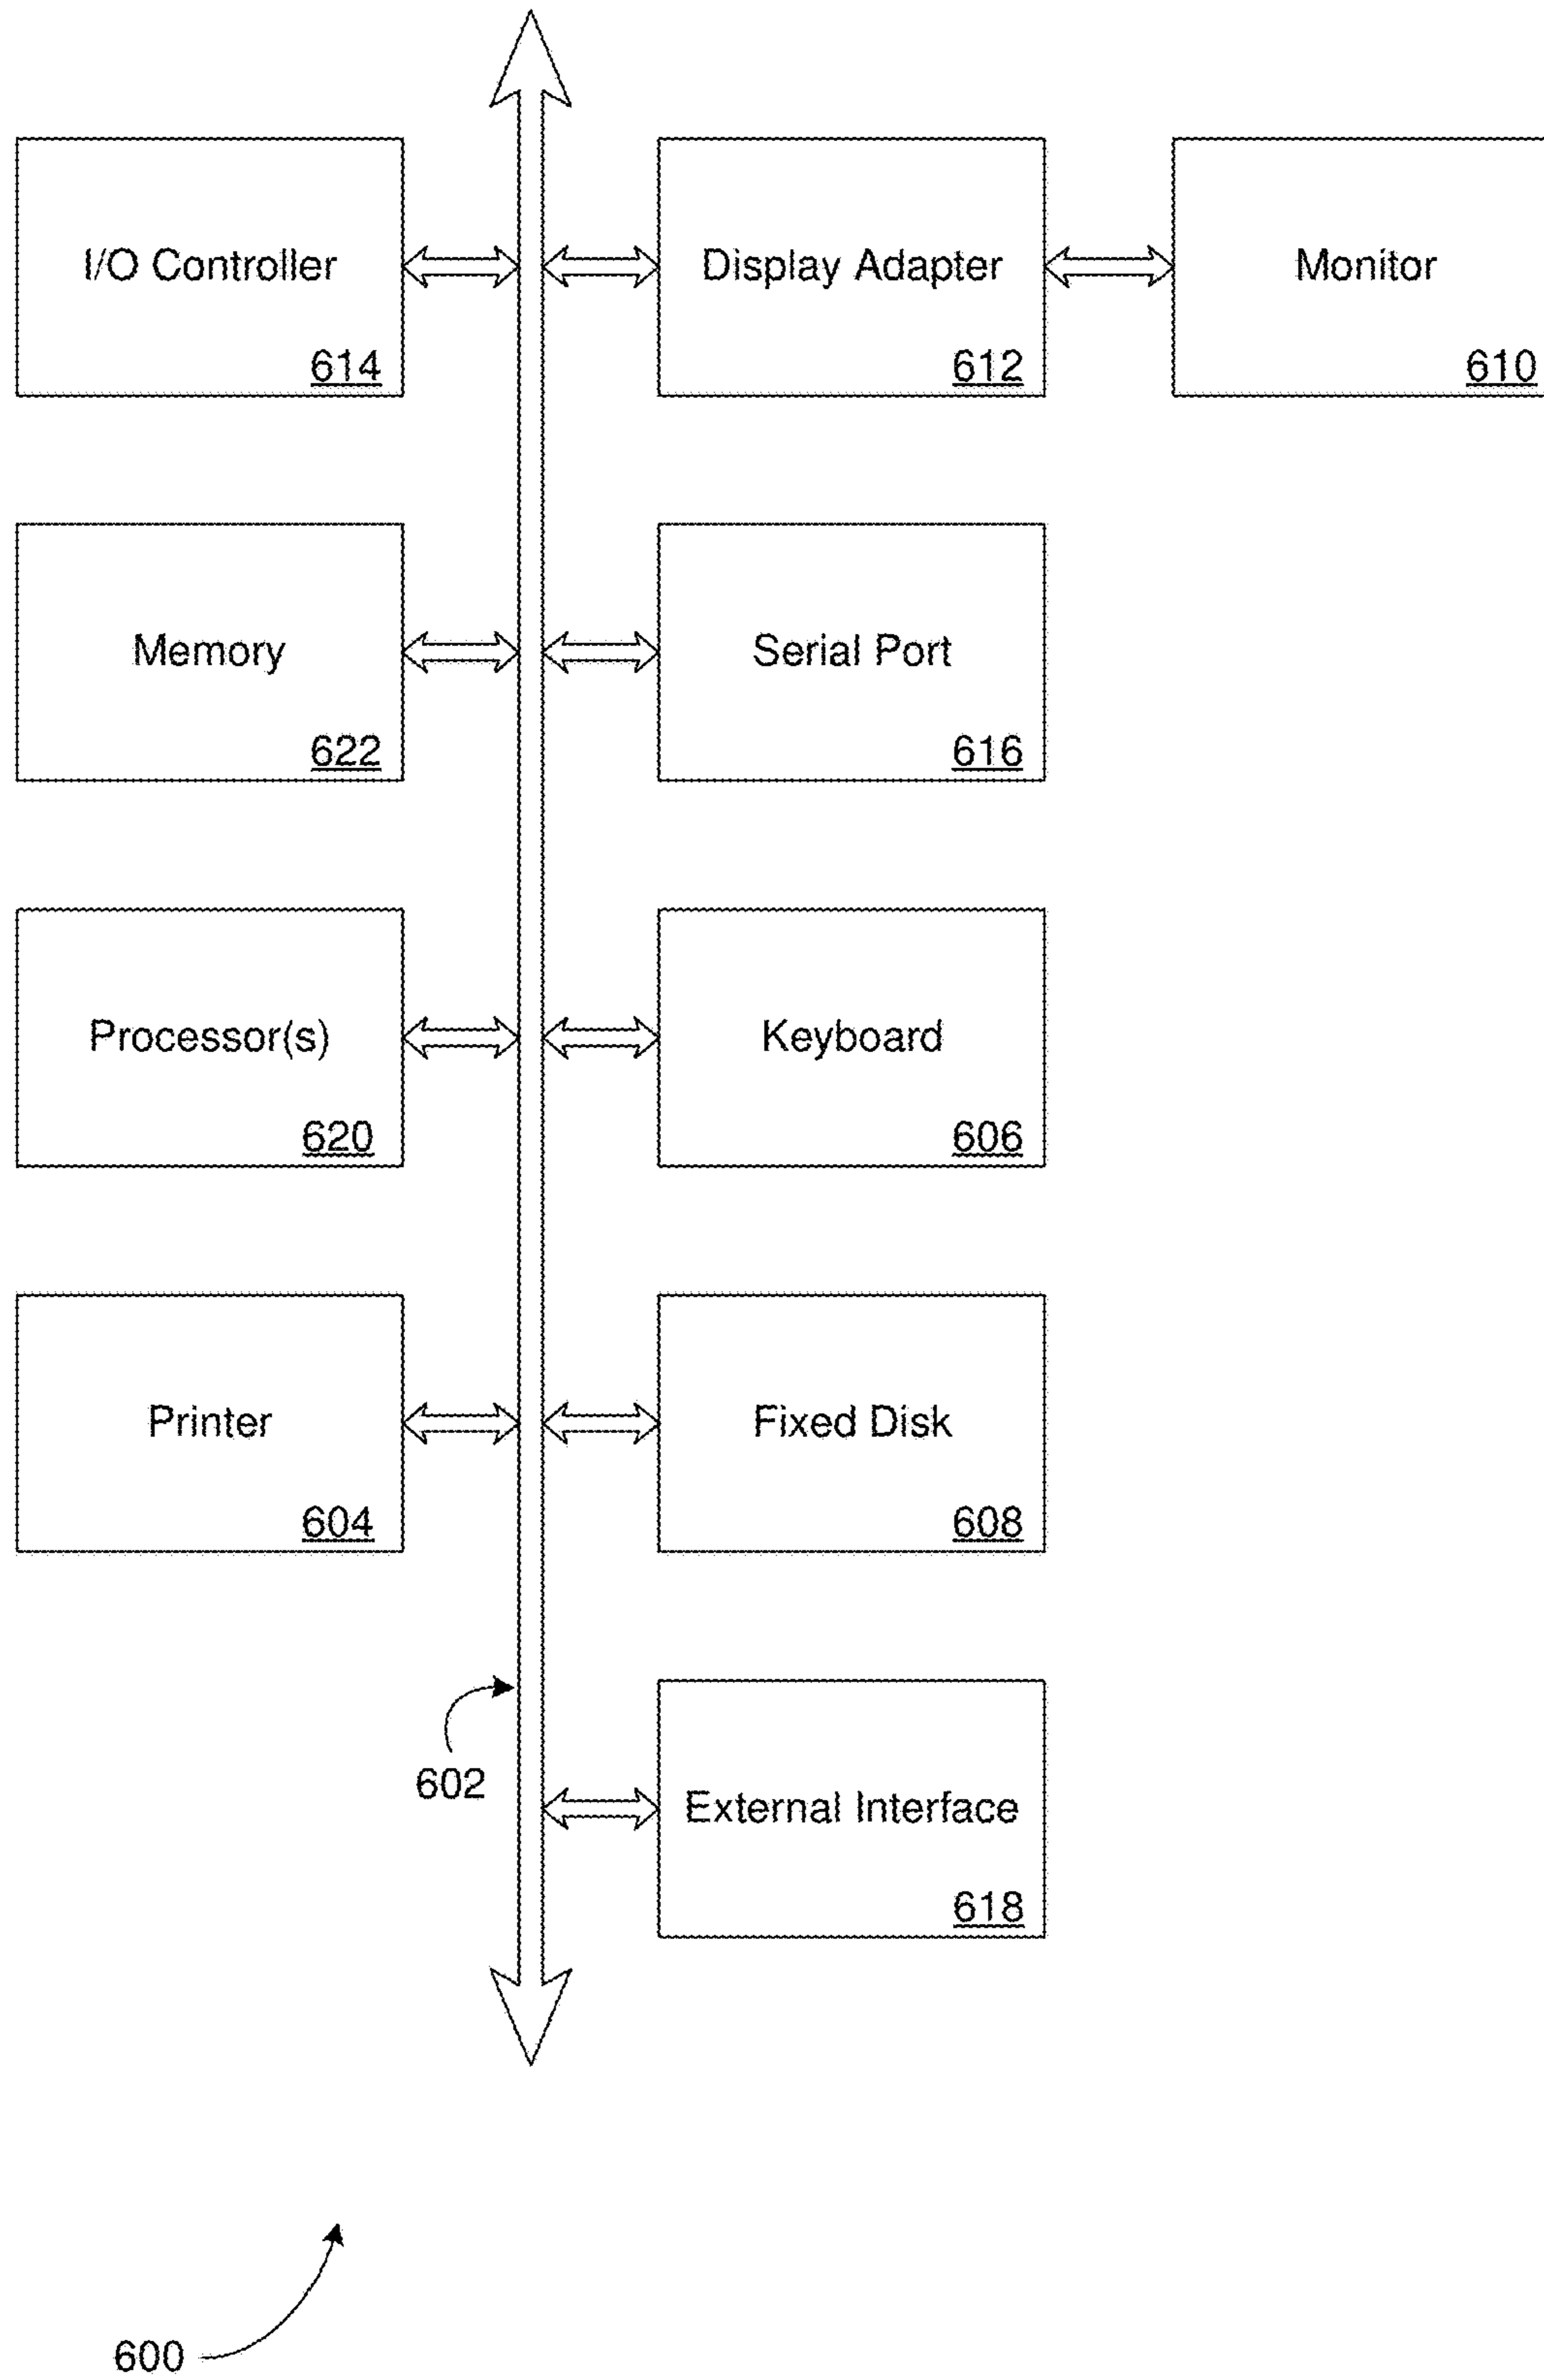 I/O Controller
614
Display Adapter
612
Monitor
610
Memory
622
Serial Port
616
Processor(s)
620
Keyboard
606
Printer
604
Fixed Disk
608
602
External Interface
618
600